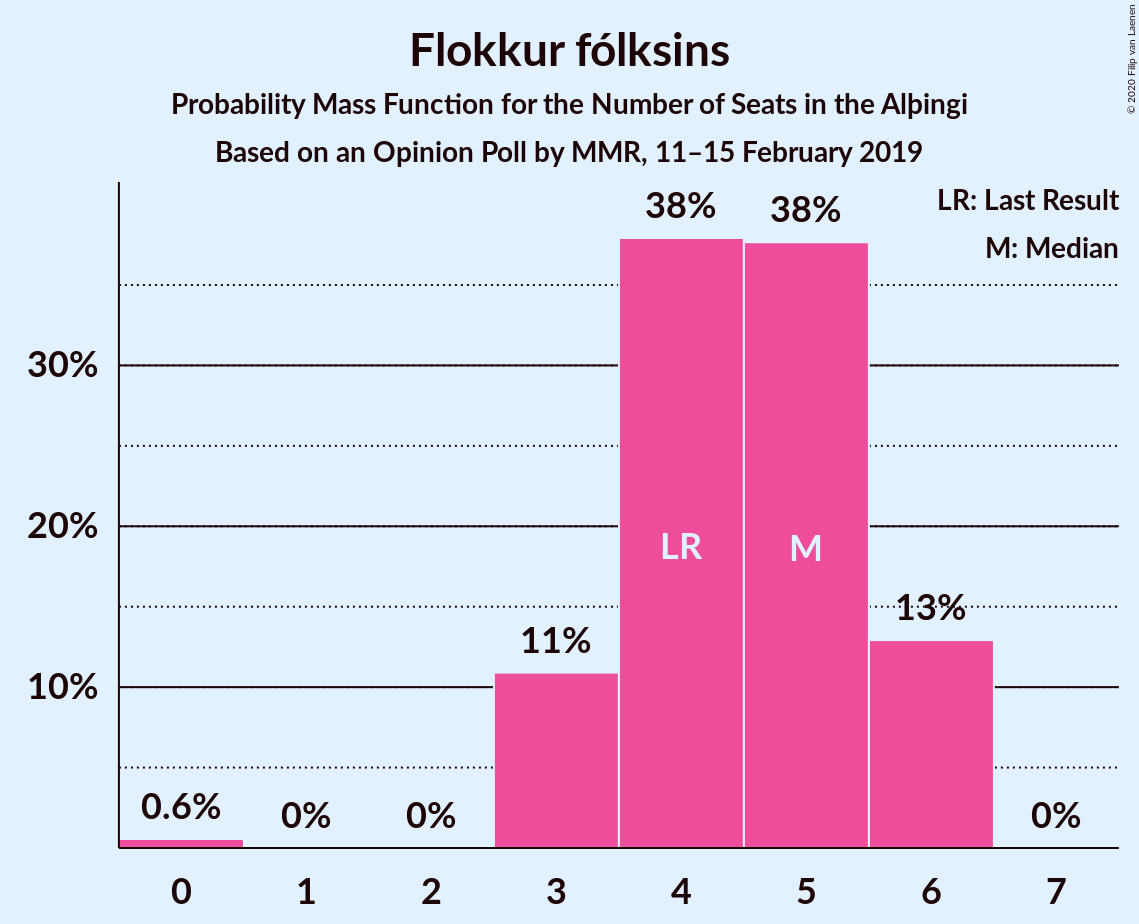 Flokkur fólksins
Probability Mass Function for the Number of Seats in the Alþingi
Based on an Opinion Poll by MMR, 11–15 February 2019
© 2020 Filip van Laenen
LR: Last Result
M: Median
38% 38%
30%
20%
LR M
13%
11%
10%
0.6% 0% 0% 0%
0 1 2 3 4 5 6 7